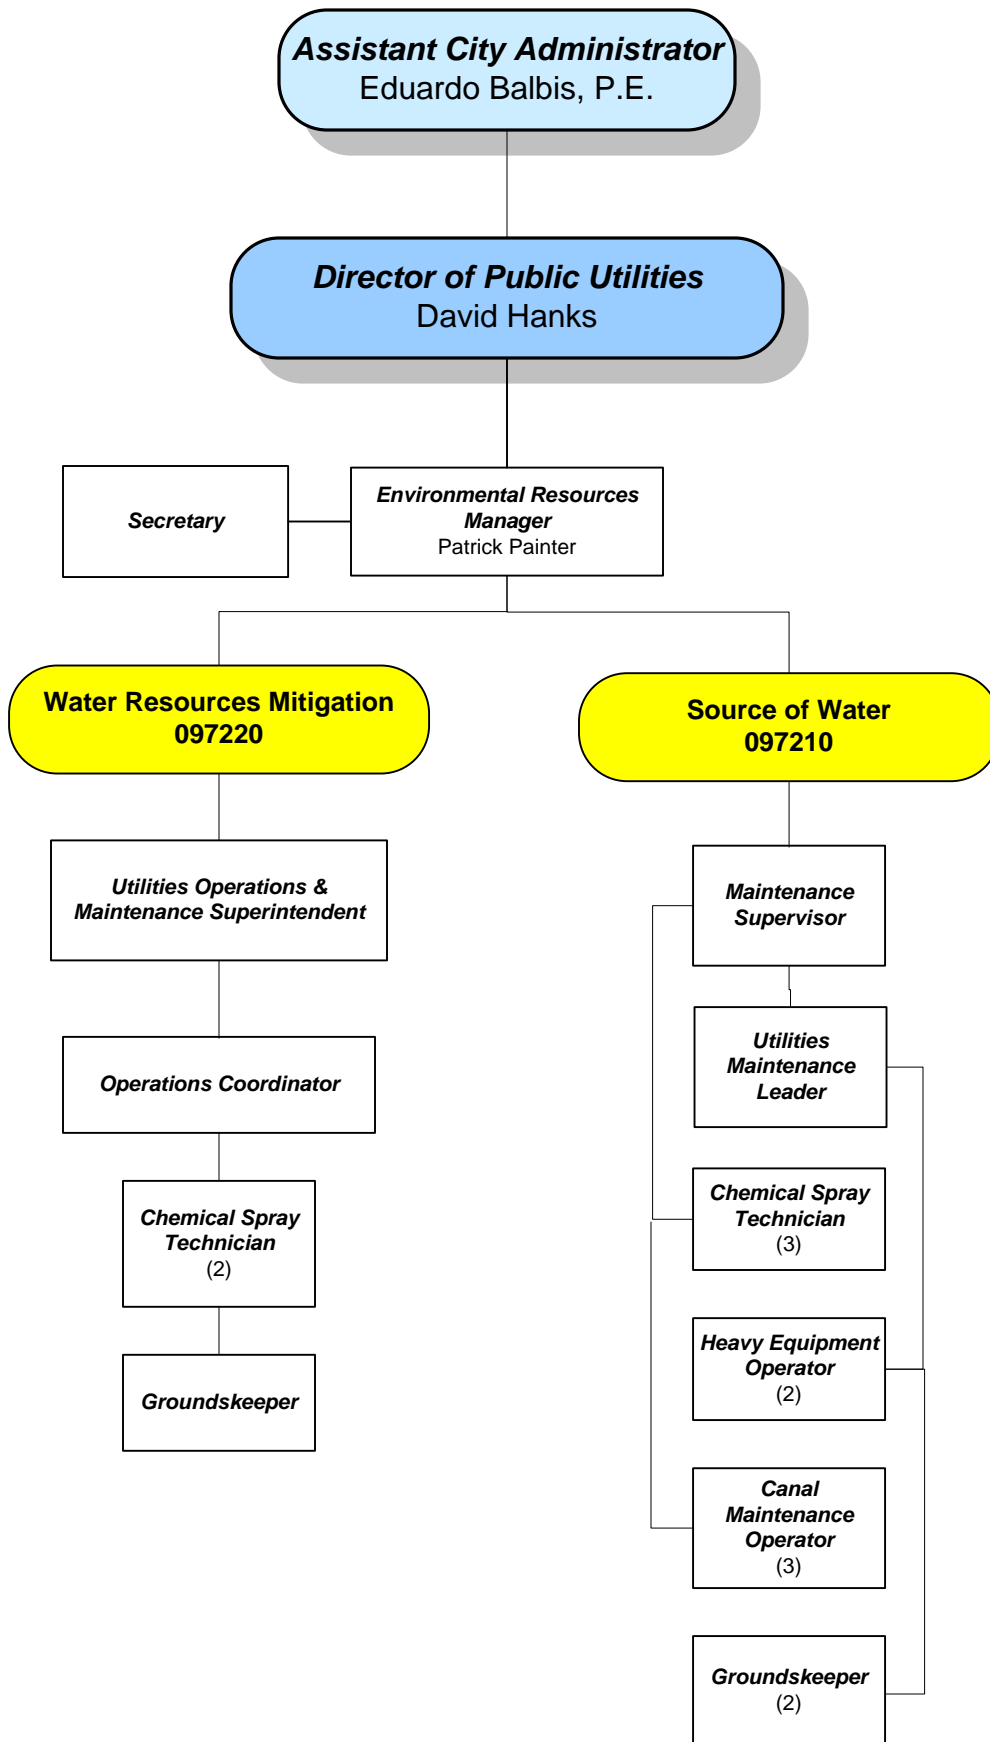 Assistant City Administrator
Eduardo Balbis, P.E.
Director of Public Utilities
David Hanks
Secretary
Environmental Resources
Manager
Patrick Painter
Water Resources Mitigation
097220
Source of Water
097210
Utilities Operations &
Maintenance Superintendent
Operations Coordinator
Chemical Spray
Technician
(2)
Groundskeeper
Maintenance
Supervisor
Utilities
Maintenance
Leader
Chemical Spray
Technician
(3)
Heavy Equipment
Operator
(2)
Canal
Maintenance
Operator
(3)
Groundskeeper
(2)